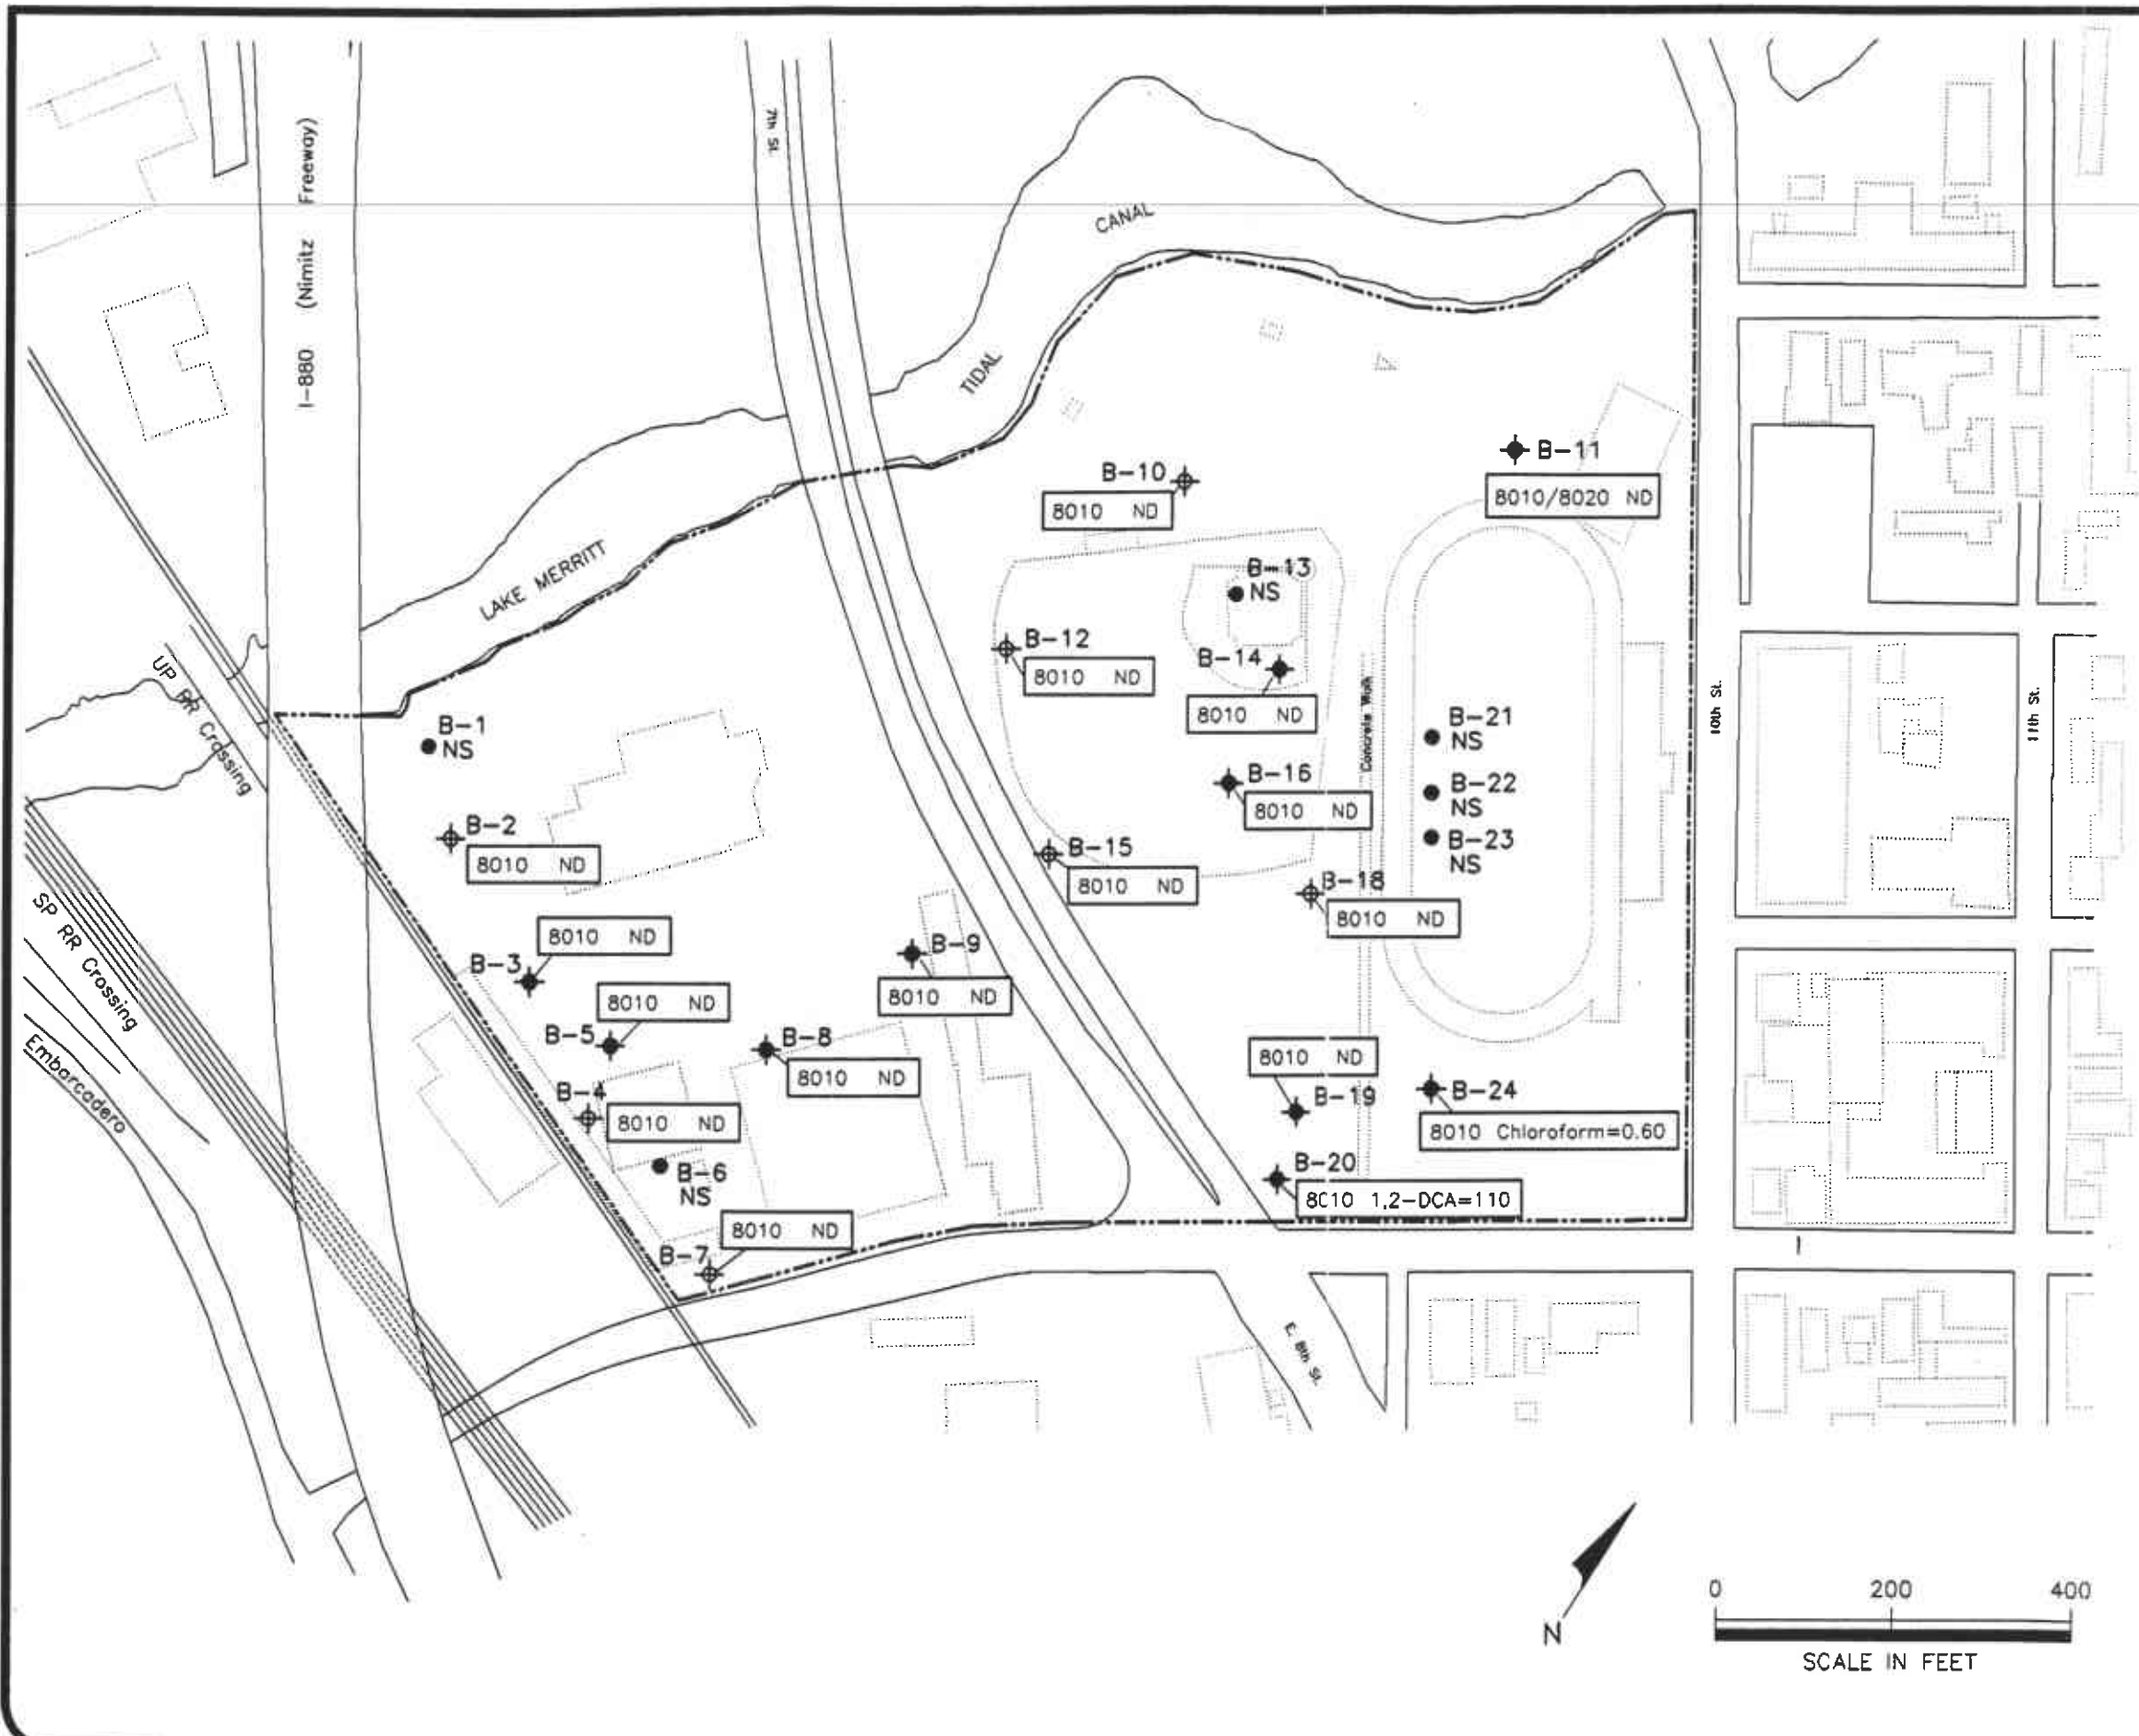 I-880 (Nimitz Freeway)
7th St.
CANAL
TIDAL
LAKE MERRITT
UP RR Crossing
SP RR Crossing
Embarcadero
B-10
8010 ND
B-11
8010/8020 ND
B-13
NS
B-12
8010 ND
B-14
8010 ND
Concrete Walk
10th St.
11th St.
B-1
NS
B-21
NS
B-16
8010 ND
B-22
NS
B-2
8010 ND
B-15
8010 ND
B-23
NS
B-18
8010 ND
8010 ND
B-3
B-9
8010 ND
8010 ND
B-5
B-8
8010 ND
8010 ND
B-19
B-24
8010 Chloroform=0.60
B-4
8010 ND
B-6
NS
B-20
8010 1,2-DCA=110
8010 ND
B-7
E. 8th St.
N
0 200 400
SCALE IN FEET